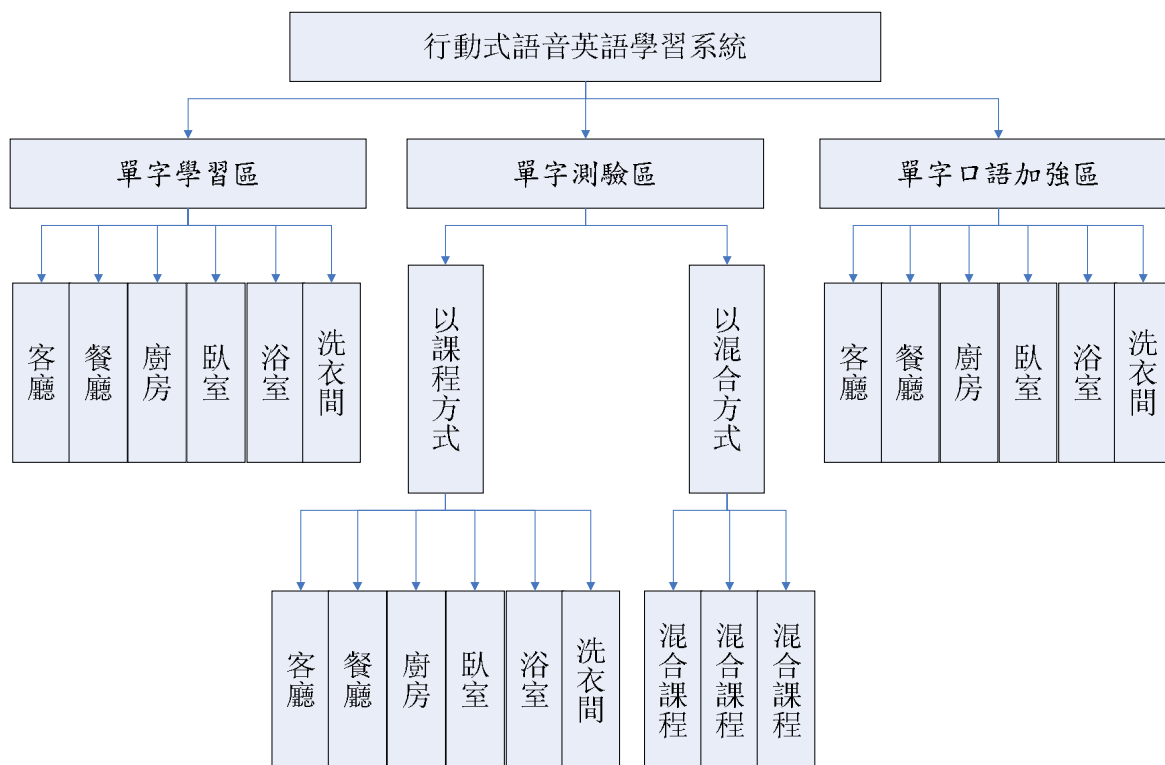 行動式語音英語學習系統
單字學習區
單字測驗區
單字口語加強區
客廳
餐廳
廚房
臥室
浴室
洗衣間
以課程方式
以混合方式
客廳
餐廳
廚房
臥室
浴室
洗衣間
客廳
餐廳
廚房
臥室
浴室
洗衣間
混合課程
混合課程
混合課程